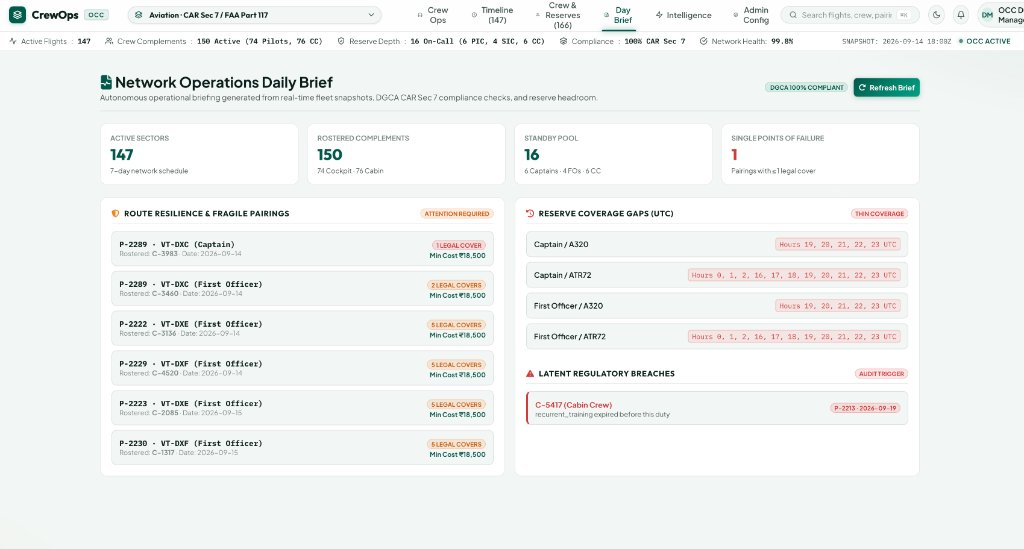 CrewOps OCC
Aviation · CAR Sec 7 / FAA Part 117
Crew Ops
Timeline (147)
Crew & Reserves (166)
Day Brief
Intelligence
Admin Config
Search flights, crew, pairin
DM OCC D
Manage
Active Flights : 147
Crew Complements : 150 Active (74 Pilots, 76 CC)
Reserve Depth : 16 On-Call (6 PIC, 4 SIC, 6 CC)
Compliance : 100% CAR Sec 7
Network Health: 99.8%
SNAPSHOT: 2026-09-14 18:00Z
OCC ACTIVE
Network Operations Daily Brief
Autonomous operational briefing generated from real-time fleet snapshots, DGCA CAR Sec 7 compliance checks, and reserve headroom.
DGCA 100% COMPLIANT
Refresh Brief
ACTIVE SECTORS
147
7-day network schedule
ROSTERED COMPLEMENTS
150
74 Cockpit · 76 Cabin
STANDBY POOL
16
6 Captains · 4 FOs · 6 CC
SINGLE POINTS OF FAILURE
1
Pairings with ≤1 legal cover
ROUTE RESILIENCE & FRAGILE PAIRINGS
ATTENTION REQUIRED
P-2289 · VT-DXC (Captain)
Rostered: C-3983 · Date: 2026-09-14
1 LEGAL COVER
Min Cost ₹18,500
P-2289 · VT-DXC (First Officer)
Rostered: C-3460 · Date: 2026-09-14
2 LEGAL COVERS
Min Cost ₹18,500
P-2222 · VT-DXE (First Officer)
Rostered: C-3136 · Date: 2026-09-14
5 LEGAL COVERS
Min Cost ₹18,500
P-2229 · VT-DXF (First Officer)
Rostered: C-4520 · Date: 2026-09-14
5 LEGAL COVERS
Min Cost ₹18,500
P-2223 · VT-DXE (First Officer)
Rostered: C-2085 · Date: 2026-09-15
5 LEGAL COVERS
Min Cost ₹18,500
P-2230 · VT-DXF (First Officer)
Rostered: C-1317 · Date: 2026-09-15
5 LEGAL COVERS
Min Cost ₹18,500
RESERVE COVERAGE GAPS (UTC)
THIN COVERAGE
Captain / A320
Hours 19, 20, 21, 22, 23 UTC
Captain / ATR72
Hours 0, 1, 2, 16, 17, 18, 19, 20, 21, 22, 23 UTC
First Officer / A320
Hours 19, 20, 21, 22, 23 UTC
First Officer / ATR72
Hours 0, 1, 2, 16, 17, 18, 19, 20, 21, 22, 23 UTC
LATENT REGULATORY BREACHES
AUDIT TRIGGER
C-5417 (Cabin Crew)
recurrent_training expired before this duty
P-2213 · 2026-09-19